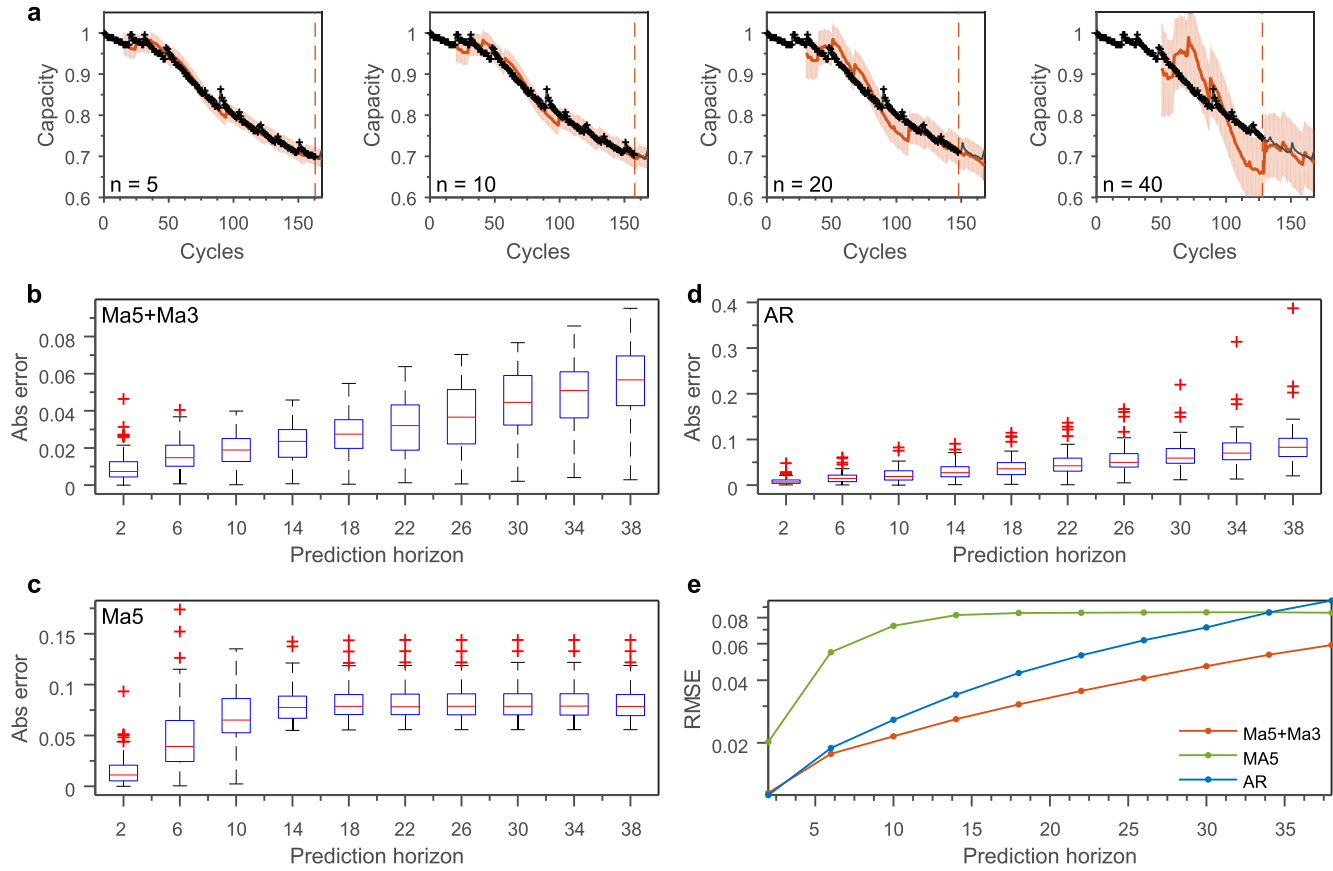 a
1
0.9
0.8
0.7
0.6
Capacity
n = 5
0 50 100 150
Cycles
1
0.9
0.8
0.7
0.6
Capacity
n = 10
0 50 100 150
Cycles
1
0.9
0.8
0.7
0.6
Capacity
n = 20
0 50 100 150
Cycles
1
0.9
0.8
0.7
0.6
Capacity
n = 40
0 50 100 150
Cycles
b
Ma5+Ma3
0.08
0.06
0.04
0.02
0
Abs error
2 6 10 14 18 22 26 30 34 38
Prediction horizon
d
AR
0.4
0.3
0.2
0.1
0
Abs error
2 6 10 14 18 22 26 30 34 38
Prediction horizon
c
Ma5
0.15
0.1
0.05
0
Abs error
2 6 10 14 18 22 26 30 34 38
Prediction horizon
e
0.08
0.06
0.04
0.02
RMSE
Ma5+Ma3
MA5
AR
5 10 15 20 25 30 35
Prediction horizon